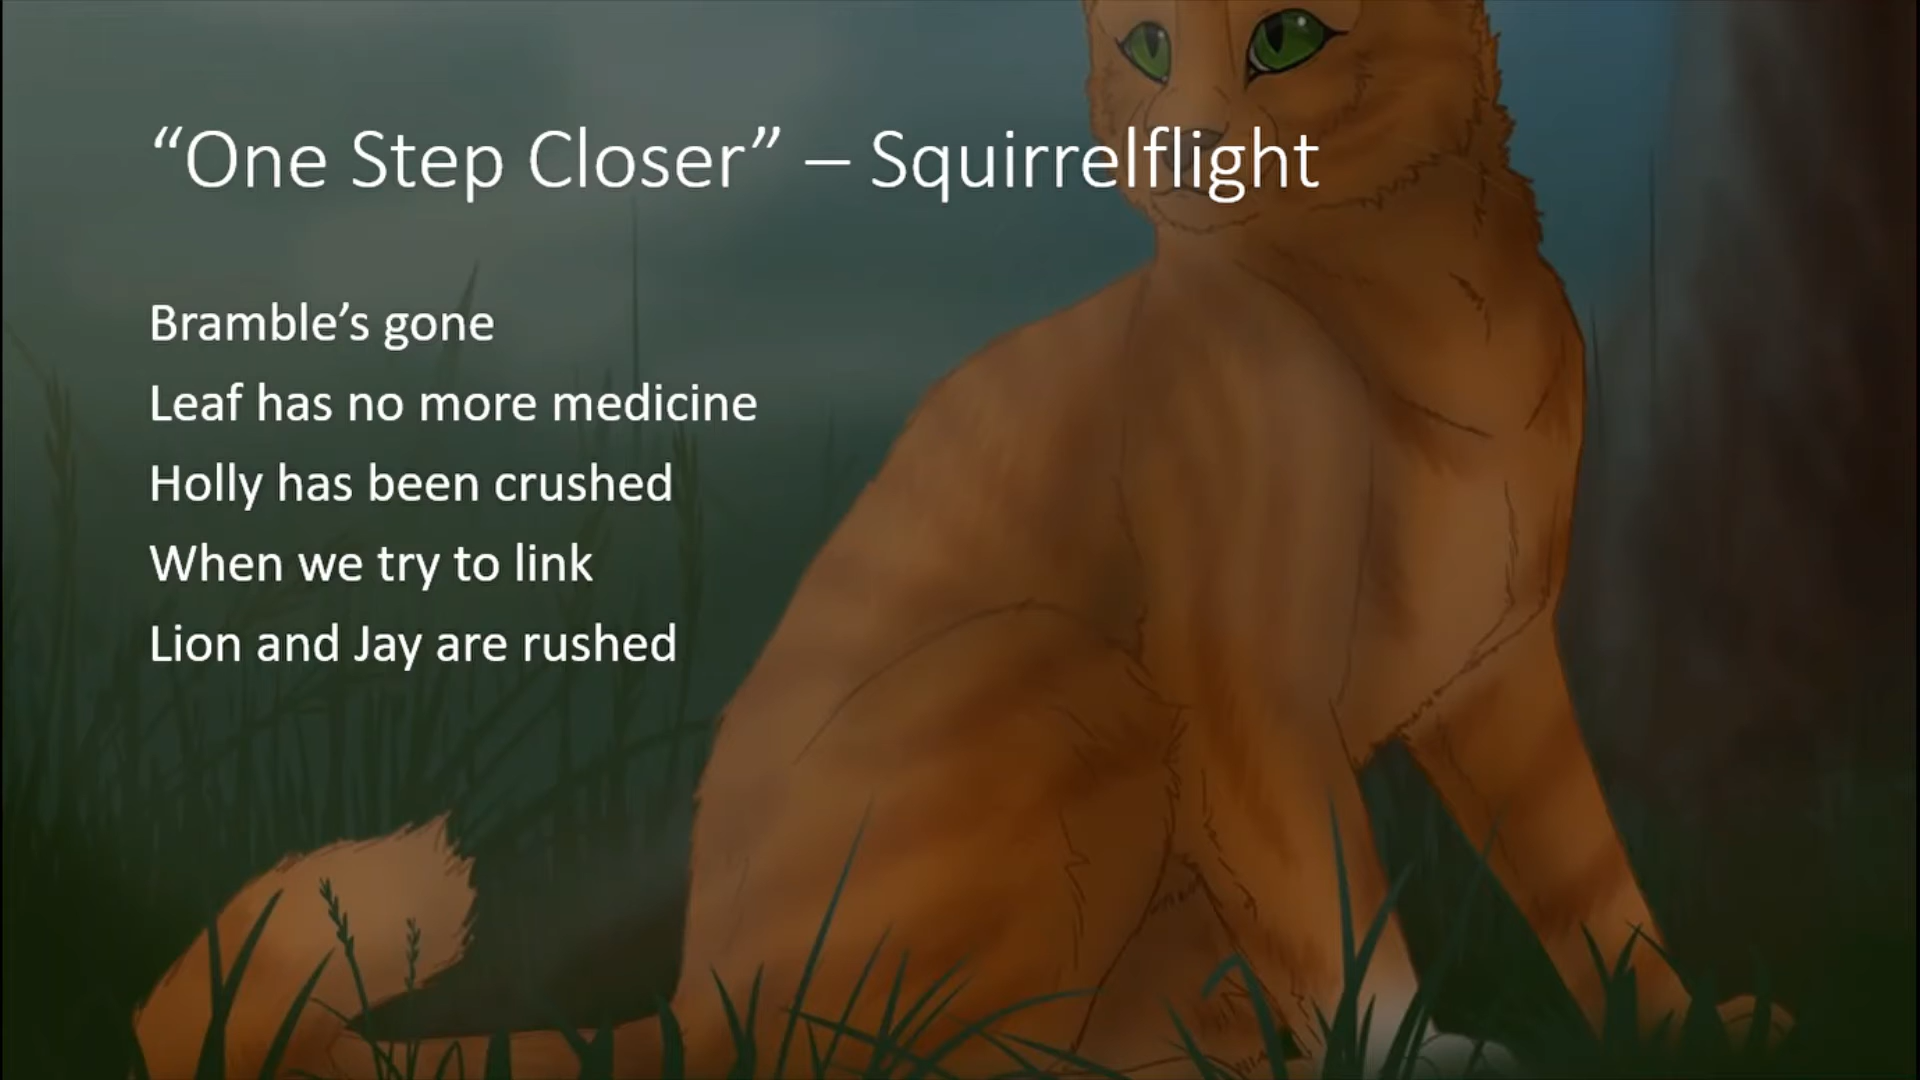 “One Step Closer” – Squirrelflight
Bramble’s gone
Leaf has no more medicine
Holly has been crushed
When we try to link
Lion and Jay are rushed